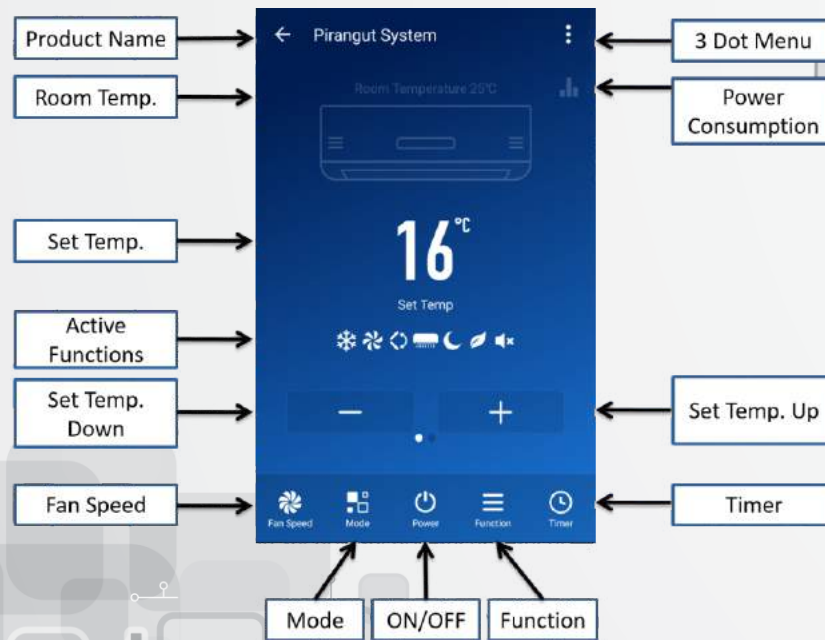 Product Name
Pirangut System
3 Dot Menu
Room Temp.
Room Temperature 25°C
Power
Consumption
Set Temp.
16°C
Set Temp
Active
Functions
Set Temp.
Down
Set Temp. Up
Fan Speed
Fan Speed
Mode
Power
Function
Timer
Timer
Mode
ON/OFF
Function